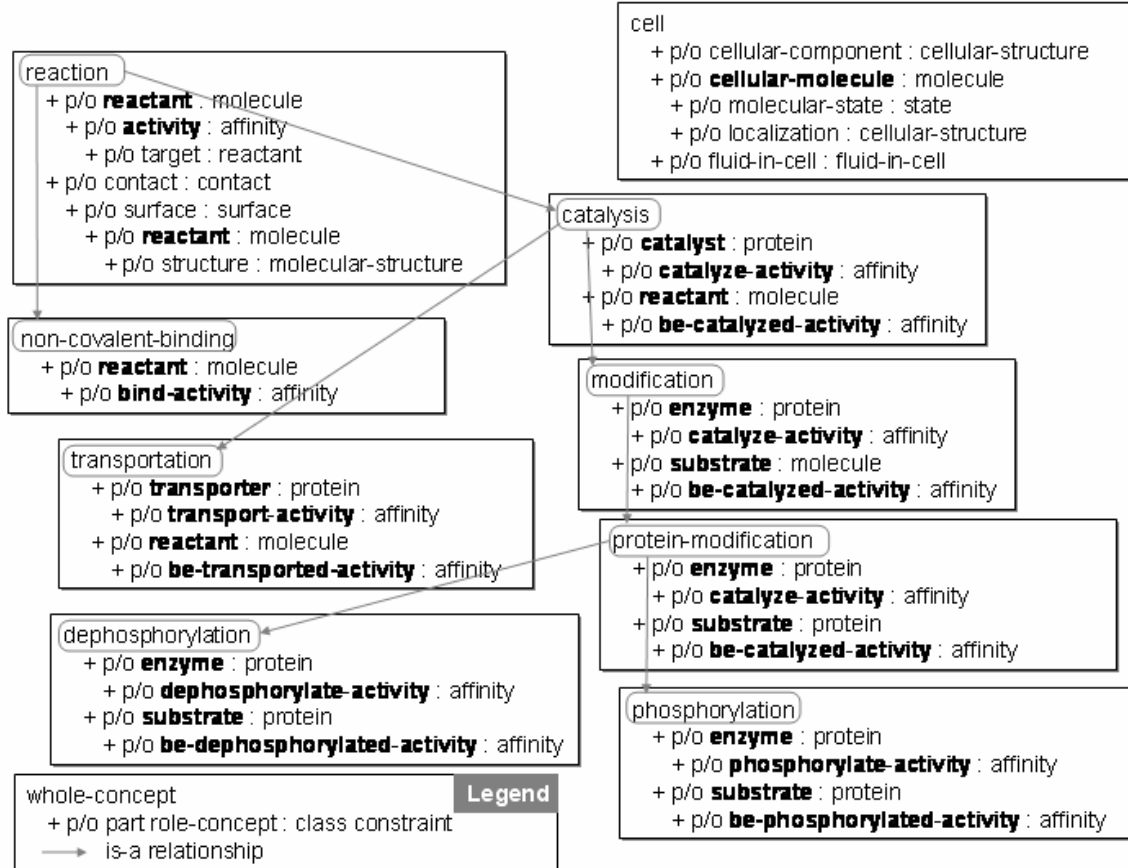 reaction
+ p/o reactant : molecule
+ p/o activity : affinity
+ p/o target : reactant
+ p/o contact : contact
+ p/o surface : surface
+ p/o reactant : molecule
+ p/o structure : molecular-structure
cell
+ p/o cellular-component : cellular-structure
+ p/o cellular-molecule : molecule
+ p/o molecular-state : state
+ p/o localization : cellular-structure
+ p/o fluid-in-cell : fluid-in-cell
catalysis
+ p/o catalyst : protein
+ p/o catalyze-activity : affinity
+ p/o reactant : molecule
+ p/o be-catalyzed-activity : affinity
non-covalent-binding
+ p/o reactant : molecule
+ p/o bind-activity : affinity
modification
+ p/o enzyme : protein
+ p/o catalyze-activity : affinity
+ p/o substrate : molecule
+ p/o be-catalyzed-activity : affinity
transportation
+ p/o transporter : protein
+ p/o transport-activity : affinity
+ p/o reactant : molecule
+ p/o be-transported-activity : affinity
protein-modification
+ p/o enzyme : protein
+ p/o catalyze-activity : affinity
+ p/o substrate : protein
+ p/o be-catalyzed-activity : affinity
dephosphorylation
+ p/o enzyme : protein
+ p/o dephosphorylate-activity : affinity
+ p/o substrate : protein
+ p/o be-dephosphorylated-activity : affinity
phosphorylation
+ p/o enzyme : protein
+ p/o phosphorylate-activity : affinity
+ p/o substrate : protein
+ p/o be-phosphorylated-activity : affinity
Legend
whole-concept
+ p/o part role-concept : class constraint
is-a relationship